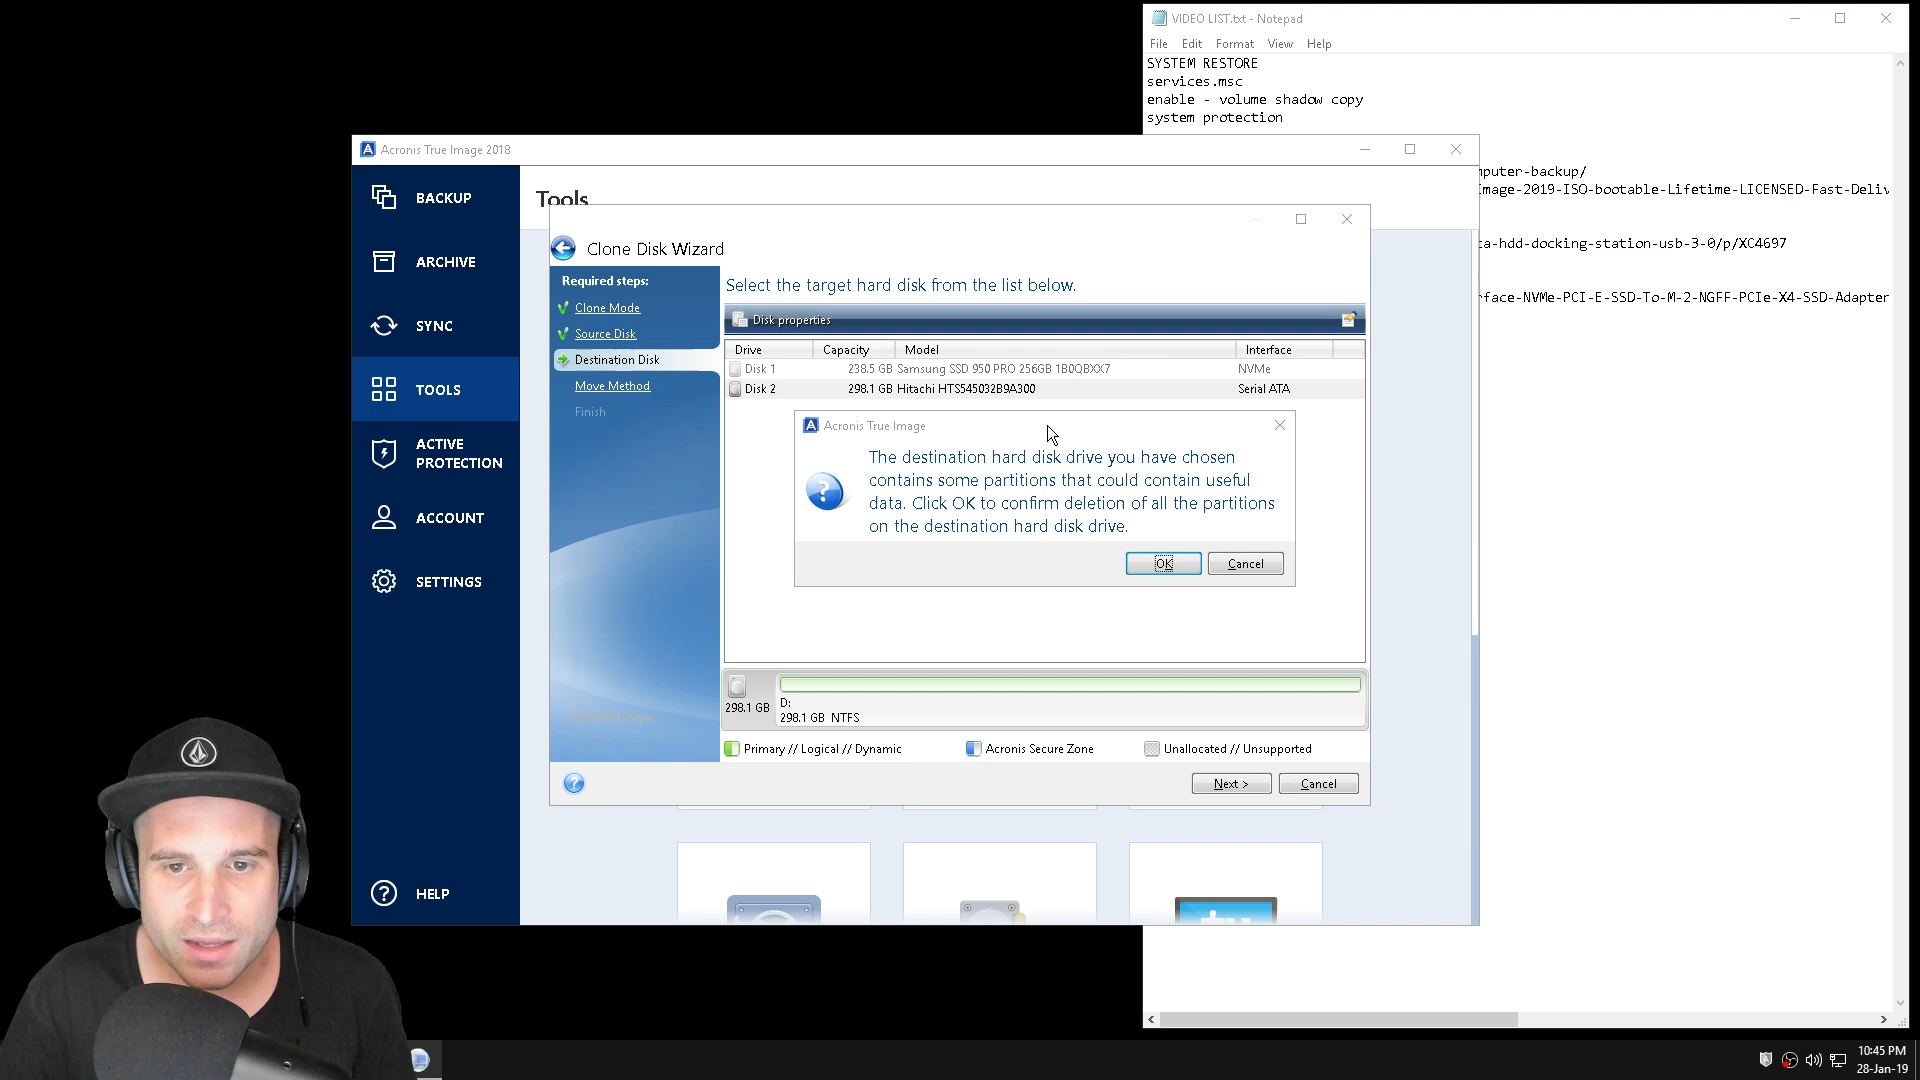 VIDEO LIST.txt - Notepad
File Edit Format View Help
SYSTEM RESTORE
services.msc
enable - volume shadow copy
system protection
mputer-backup/
Image-2019-ISO-bootable-Lifetime-LICENSED-Fast-Deliv
ta-hdd-docking-station-usb-3-0/p/XC4697
rface-NVMe-PCI-E-SSD-To-M-2-NGFF-PCIe-X4-SSD-Adapter
Acronis True Image 2018
BACKUP
ARCHIVE
SYNC
TOOLS
ACTIVE
PROTECTION
ACCOUNT
SETTINGS
HELP
Tools
Clone Disk Wizard
Required steps:
Clone Mode
Source Disk
Destination Disk
Move Method
Finish
Optional steps:
Select the target hard disk from the list below.
Disk properties
Drive Capacity Model Interface
Disk 1 238.5 GB Samsung SSD 950 PRO 256GB 1B0QBXX7 NVMe
Disk 2 298.1 GB Hitachi HTS545032B9A300 Serial ATA
Acronis True Image
The destination hard disk drive you have chosen
contains some partitions that could contain useful
data. Click OK to confirm deletion of all the partitions
on the destination hard disk drive.
OK Cancel
298.1 GB
D:
298.1 GB NTFS
Primary // Logical // Dynamic Acronis Secure Zone Unallocated // Unsupported
Next > Cancel
10:45 PM
28-Jan-19